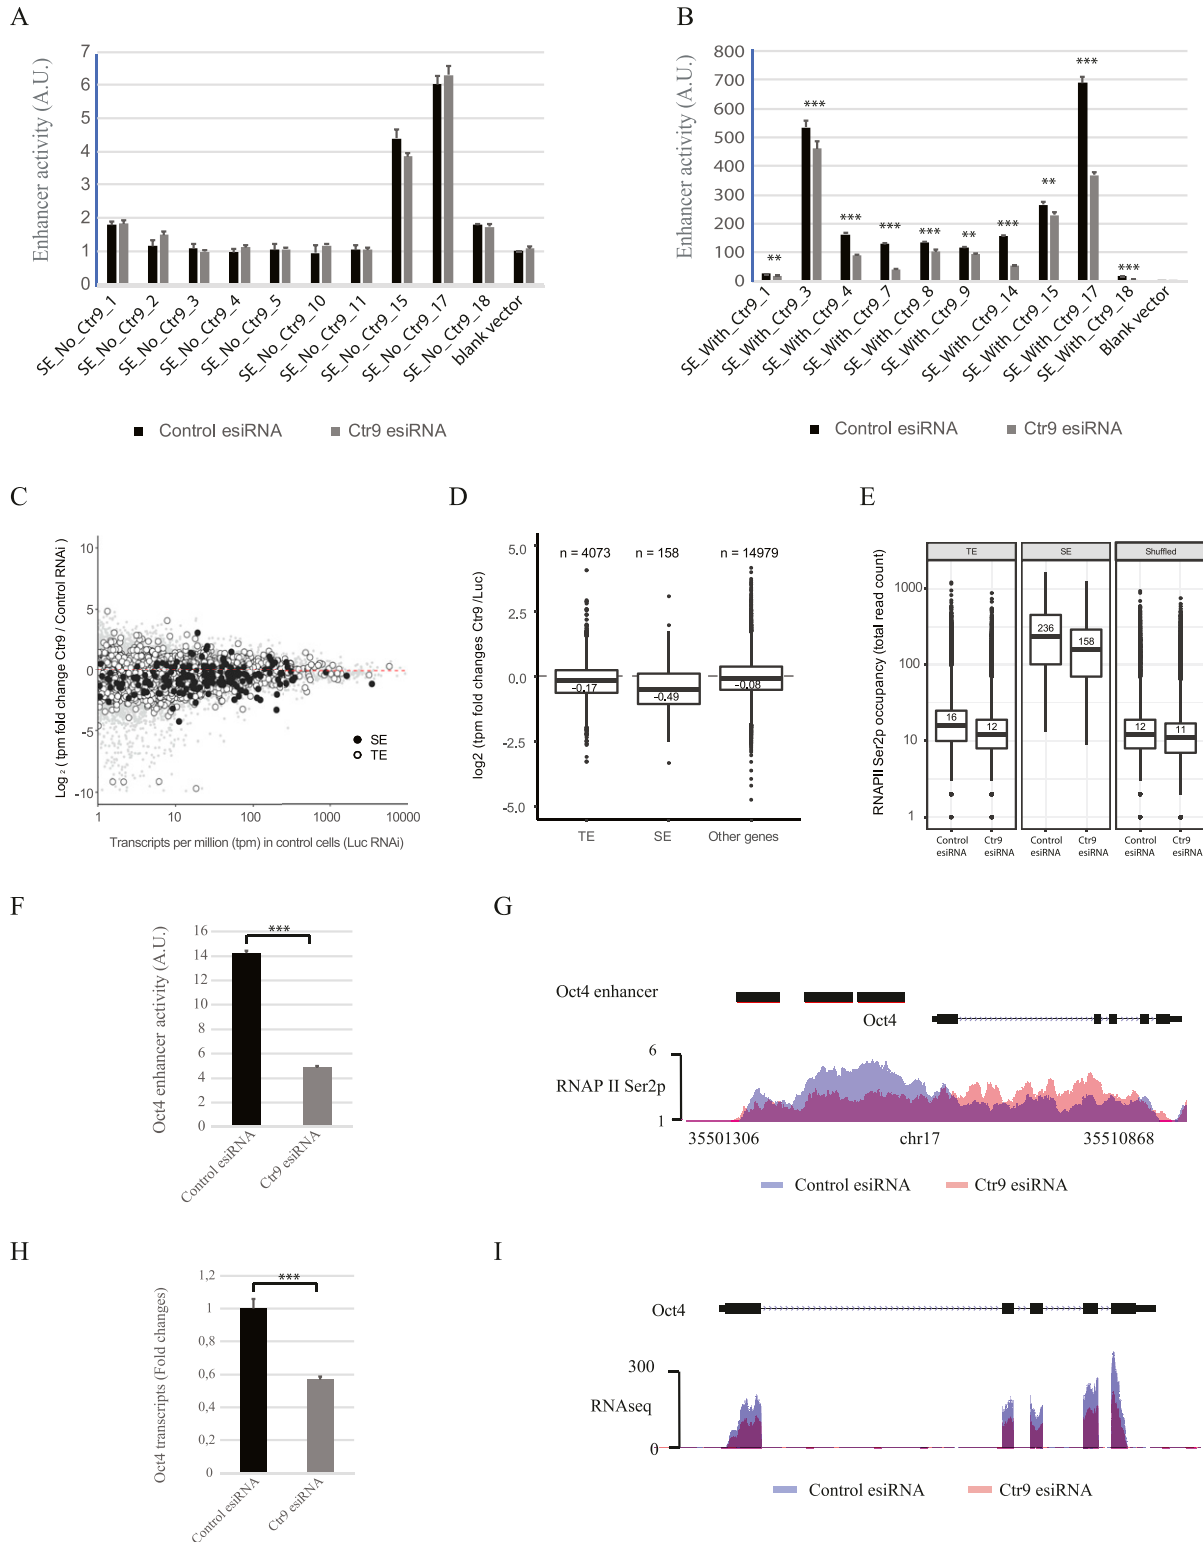 A
Enhancer activity (A.U.)
7
6
5
4
3
2
1
0
SE_No_Ctr9_1
SE_No_Ctr9_2
SE_No_Ctr9_3
SE_No_Ctr9_4
SE_No_Ctr9_5
SE_No_Ctr9_10
SE_No_Ctr9_11
SE_No_Ctr9_15
SE_No_Ctr9_17
SE_No_Ctr9_18
blank vector
Control esiRNA
Ctr9 esiRNA
B
Enhancer activity (A.U.)
800
700
600
500
400
300
200
100
0
**
***
***
***
***
**
***
**
***
***
SE_With_Ctr9_1
SE_With_Ctr9_3
SE_With_Ctr9_4
SE_With_Ctr9_7
SE_With_Ctr9_8
SE_With_Ctr9_9
SE_With_Ctr9_14
SE_With_Ctr9_15
SE_With_Ctr9_17
SE_With_Ctr9_18
Blank vector
Control esiRNA
Ctr9 esiRNA
C
Log 2 ( tpm fold change Ctr9 / Control RNAi )
10
5
0
-5
-10
SE
TE
1
10
100
1000
10000
Transcripts per million (tpm) in control cells (Luc RNAi)
D
log2 (tpm fold changes Ctr9 /Luc)
5.0
2.5
0.0
-2.5
-5.0
n = 4073
n = 158
n = 14979
-0.17
-0.49
-0.08
TE
SE
Other genes
E
RNAPII Ser2p occupancy (total read count)
1000
100
10
1
TE
SE
Shuffled
16
12
236
158
12
11
Control esiRNA
Ctr9 esiRNA
Control esiRNA
Ctr9 esiRNA
Control esiRNA
Ctr9 esiRNA
F
Oct4 enhancer activity (A.U.)
16
14
12
10
8
6
4
2
0
***
Control esiRNA
Ctr9 esiRNA
G
Oct4 enhancer
Oct4
6
RNAP II Ser2p
1
35501306
chr17
35510868
Control esiRNA
Ctr9 esiRNA
H
Oct4 transcripts (Fold changes)
1,2
1
0,8
0,6
0,4
0,2
0
***
Control esiRNA
Ctr9 esiRNA
I
Oct4
300
RNAseq
0
Control esiRNA
Ctr9 esiRNA